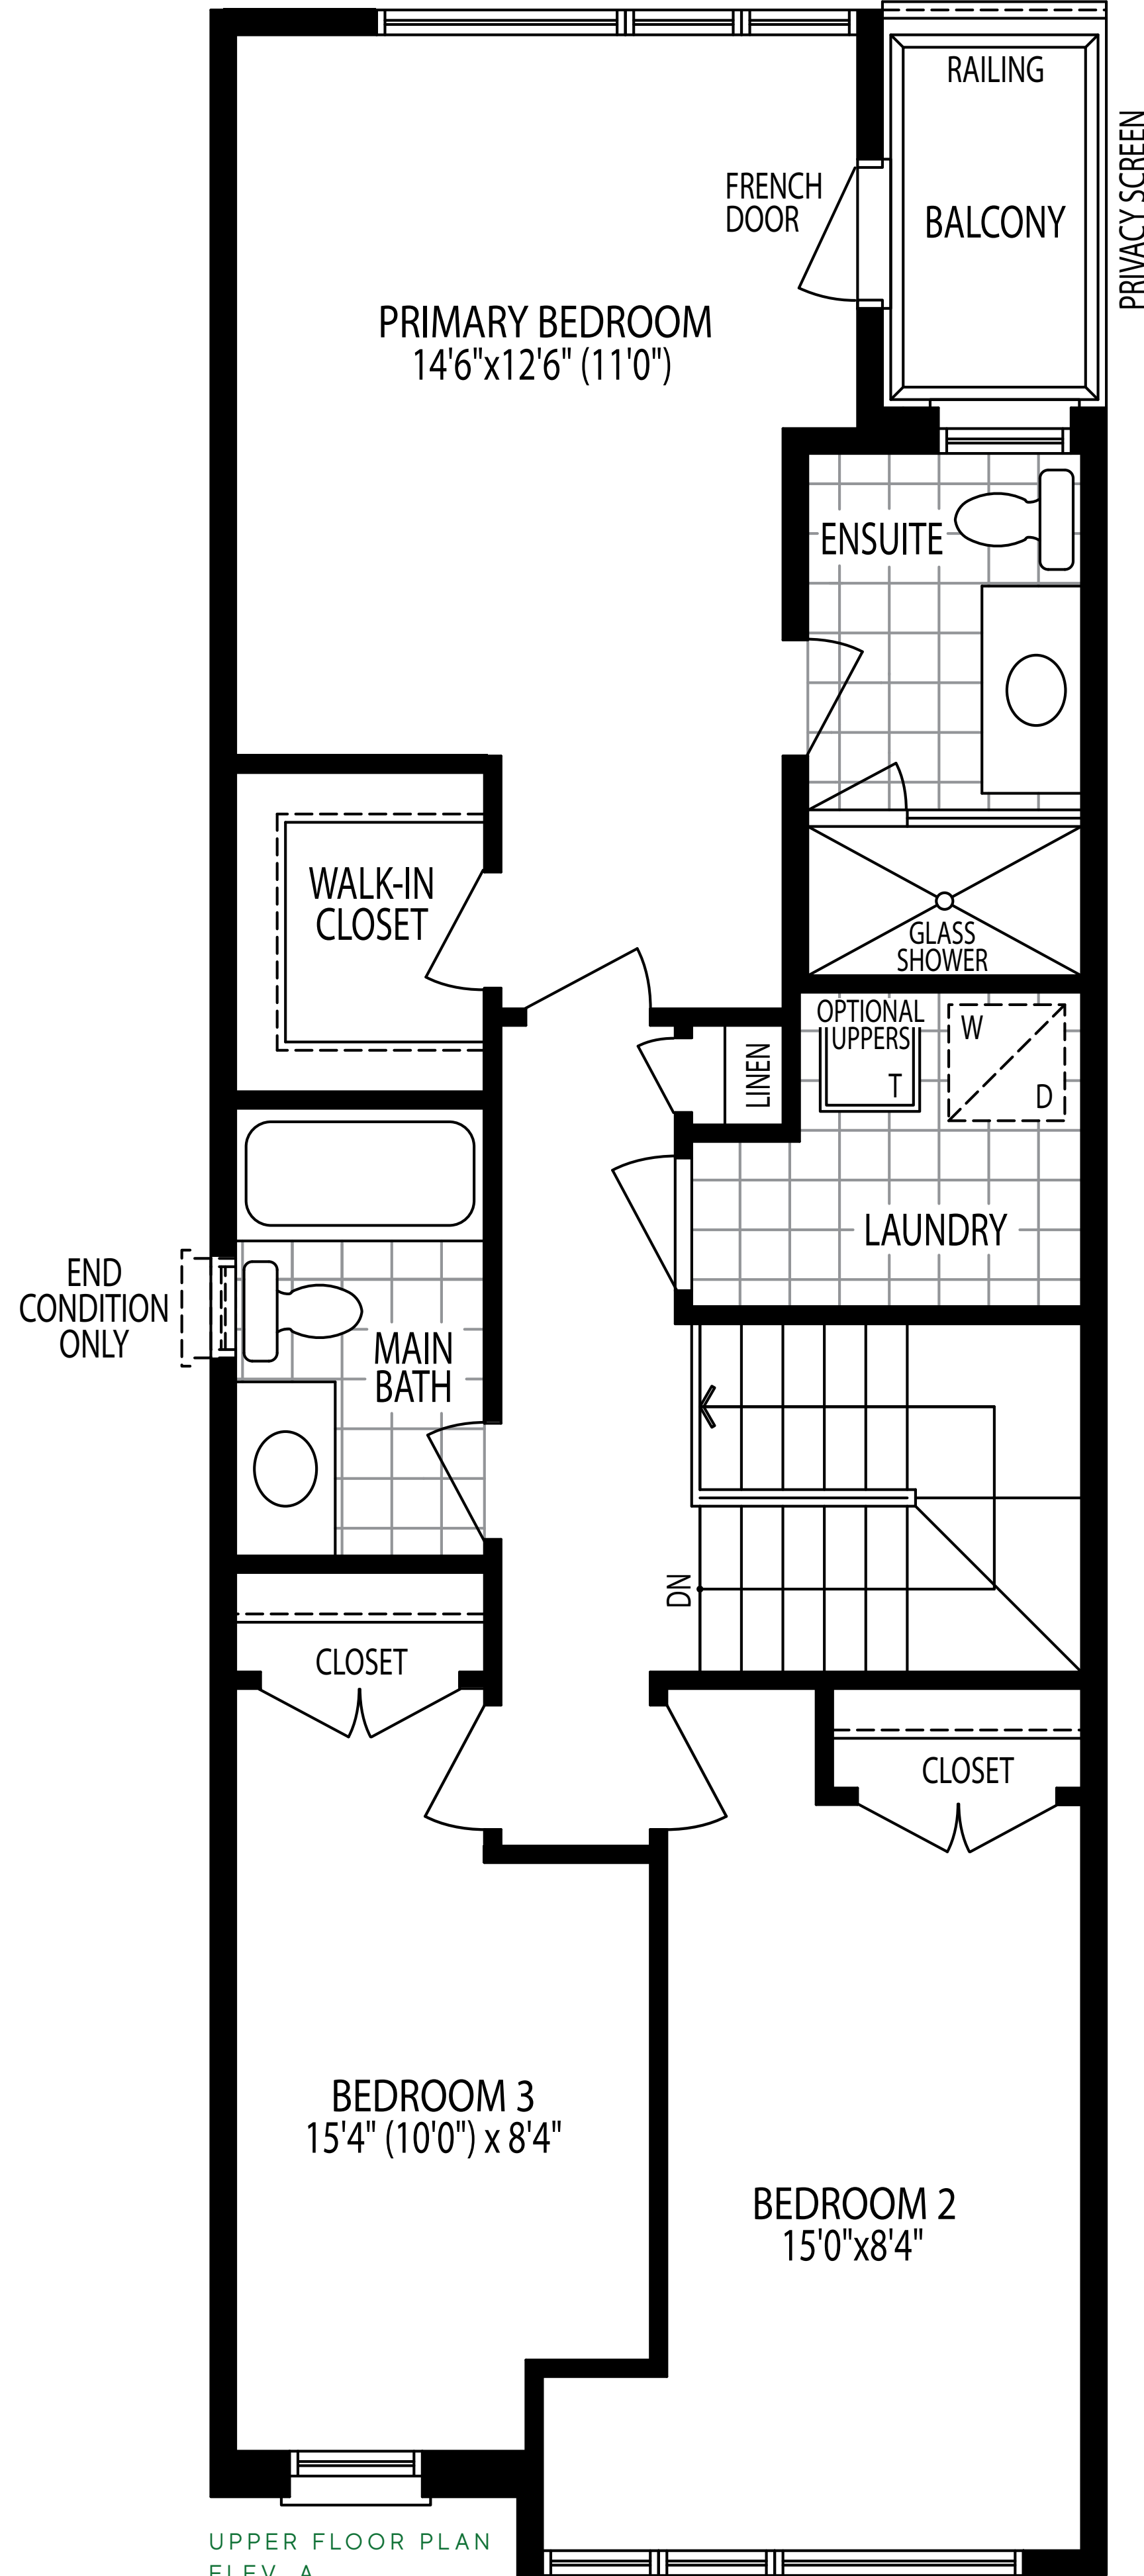 RAILING
PRIVACY SCREEN
FRENCH
DOOR
BALCONY
PRIMARY BEDROOM
14'6"x12'6" (11'0")
ENSUITE
WALK-IN
CLOSET
GLASS
SHOWER
OPTIONAL
UPPERS
W
T
D
LINEN
LAUNDRY
END
CONDITION
ONLY
MAIN
BATH
DN
CLOSET
CLOSET
BEDROOM 3
15'4" (10'0") x 8'4"
BEDROOM 2
15'0"x8'4"
UPPER FLOOR PLAN
ELEV. A